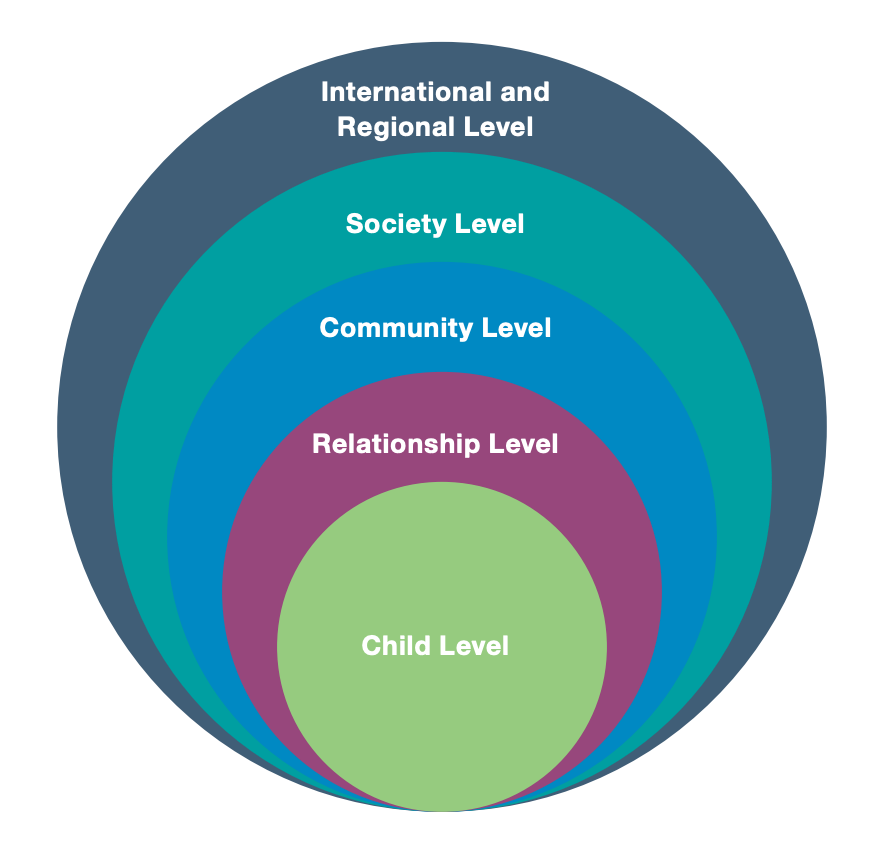 International and
Regional Level
Society Level
Community Level
Relationship Level
Child Level